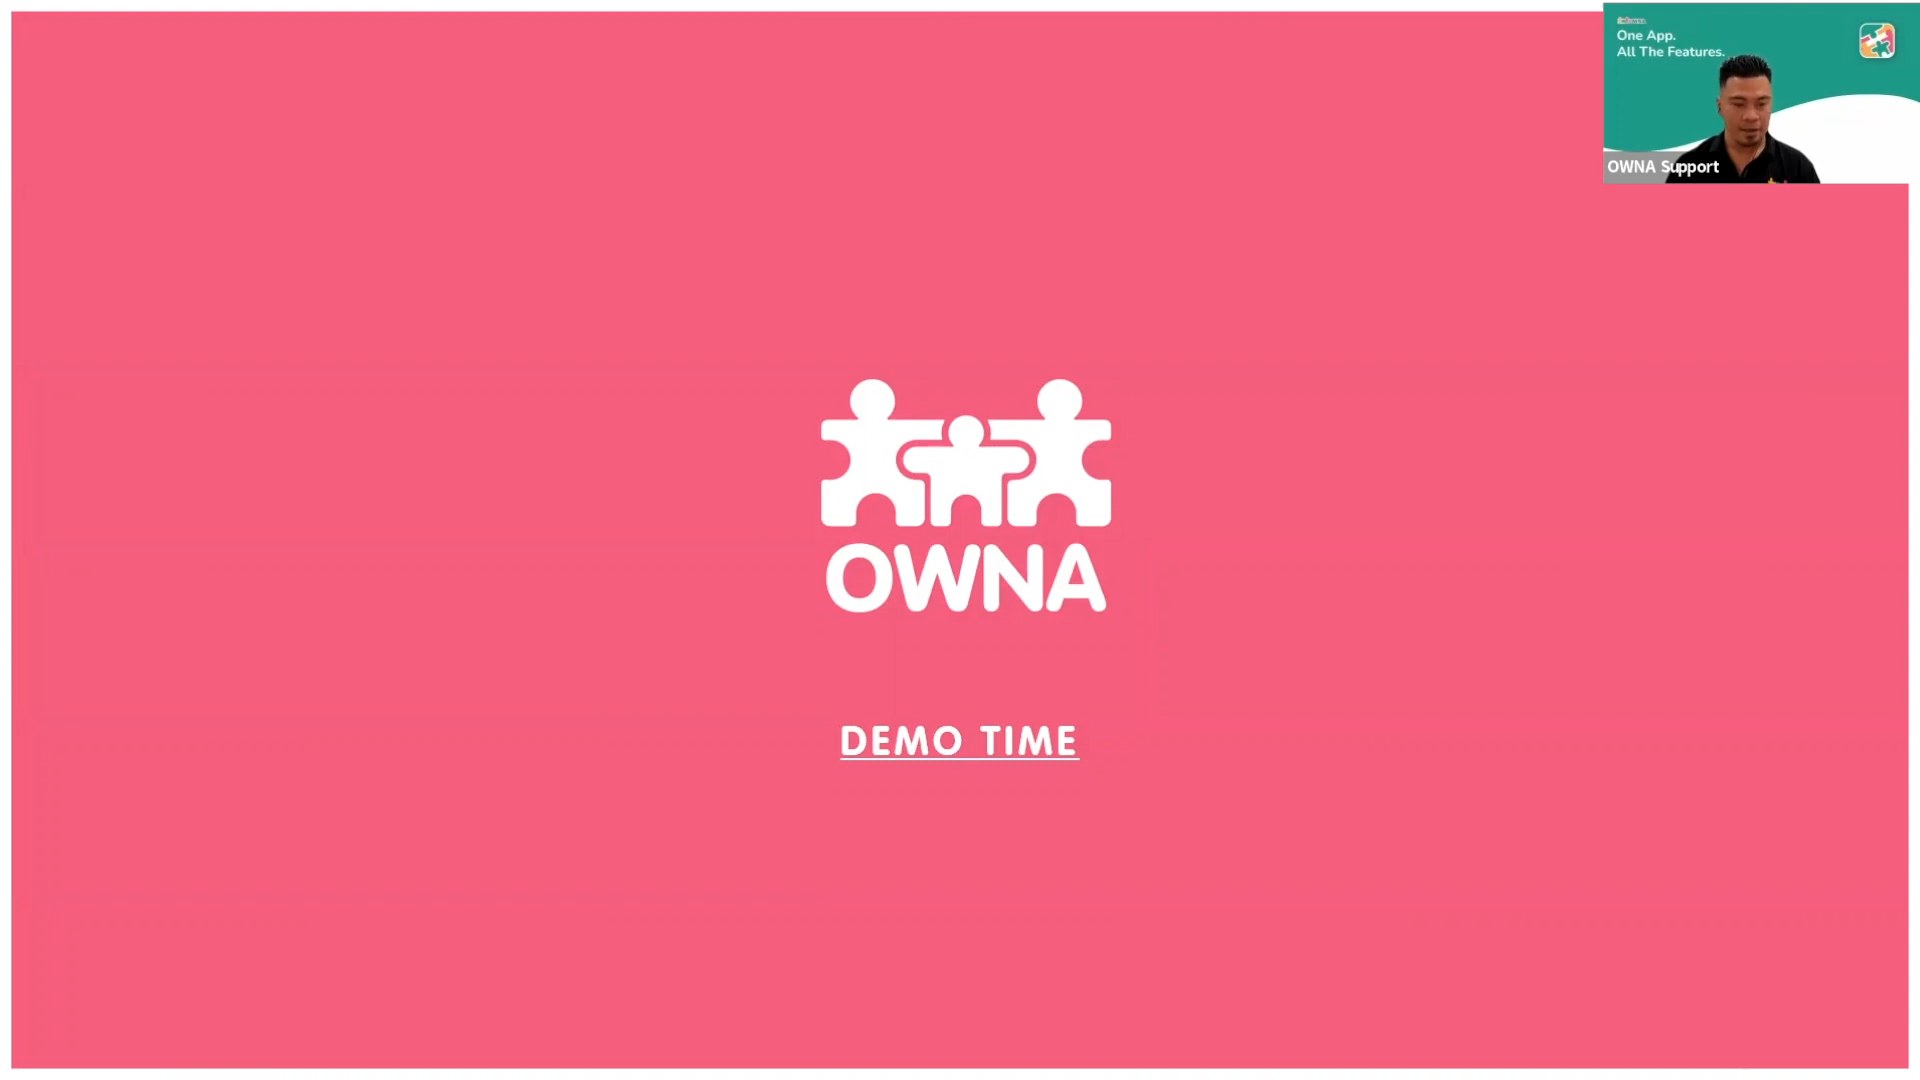 One App.
All The Features.
OWNA Support
OWNA
DEMO TIME